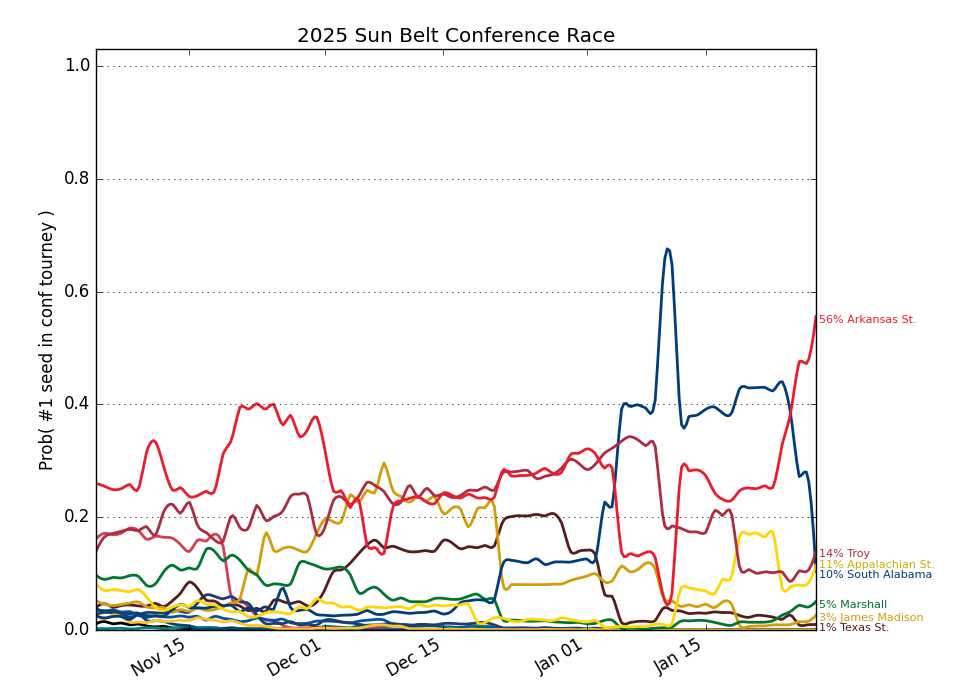 2025 Sun Belt Conference Race
Prob( #1 seed in conf tourney )
1.0
0.8
0.6
0.4
0.2
0.0
Nov 15
Dec 01
Dec 15
Jan 01
Jan 15
56% Arkansas St.
14% Troy
11% Appalachian St.
10% South Alabama
5% Marshall
3% James Madison
1% Texas St.